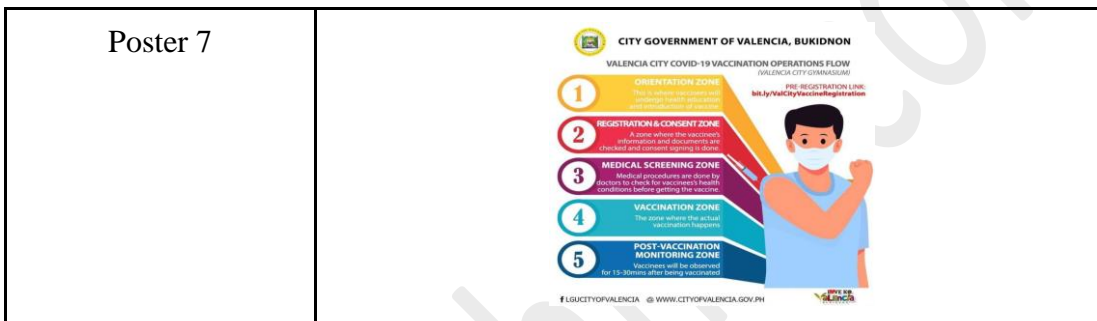 Poster 7
CITY GOVERNMENT OF VALENCIA, BUKIDNON
VALENCIA CITY COVID-19 VACCINATION OPERATIONS FLOW
(VALENCIA CITY GYMNASIUM)
PRE-REGISTRATION LINK:
bit.ly/ValCityVaccineRegistration
1
ORIENTATION ZONE
This is where vaccinees will
undergo health education
and introduction of vaccine.
2
REGISTRATION & CONSENT ZONE
A zone where the vaccinee's
information and documents are
checked and consent signing is done.
3
MEDICAL SCREENING ZONE
Medical procedures are done by
doctors to check for vaccinees's health
conditions before getting the vaccine.
4
VACCINATION ZONE
The zone where the actual
vaccination happens
5
POST-VACCINATION
MONITORING ZONE
Vaccinees will be observed
for 15-30mins after being vaccinated
LGUCITYOFVALENCIA @ WWW.CITYOFVALENCIA.GOV.PH
Valencia